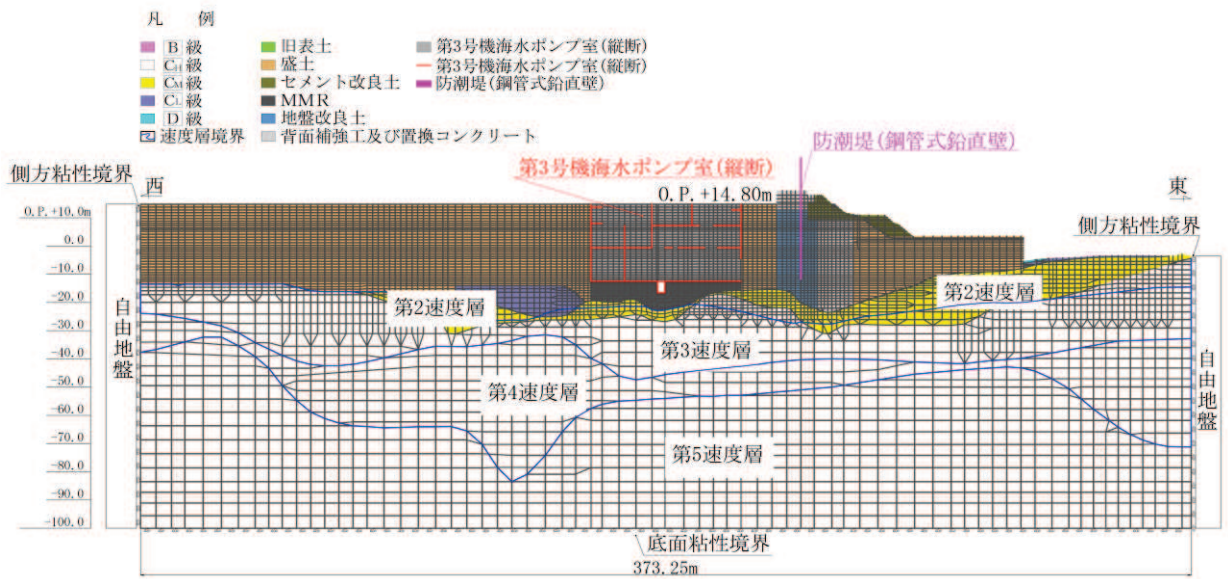 凡 例
B 級
CH 級
CM 級
CL 級
D 級
速度層境界
旧表土
盛土
セメント改良土
MMR
地盤改良土
背面補強工及び置換コンクリート
第3号機海水ポンプ室(縦断)
第3号機海水ポンプ室(縦断)
防潮堤(鋼管式鉛直壁)
防潮堤(鋼管式鉛直壁)
第3号機海水ポンプ室(縦断)
側方粘性境界
西
O.P.+14.80m
東
側方粘性境界
O.P.+10.0m
0.0
-10.0
-20.0
-30.0
-40.0
-50.0
-60.0
-70.0
-80.0
-90.0
-100.0
自由地盤
第2速度層
第2速度層
第3速度層
第4速度層
第5速度層
自由地盤
底面粘性境界
373.25m